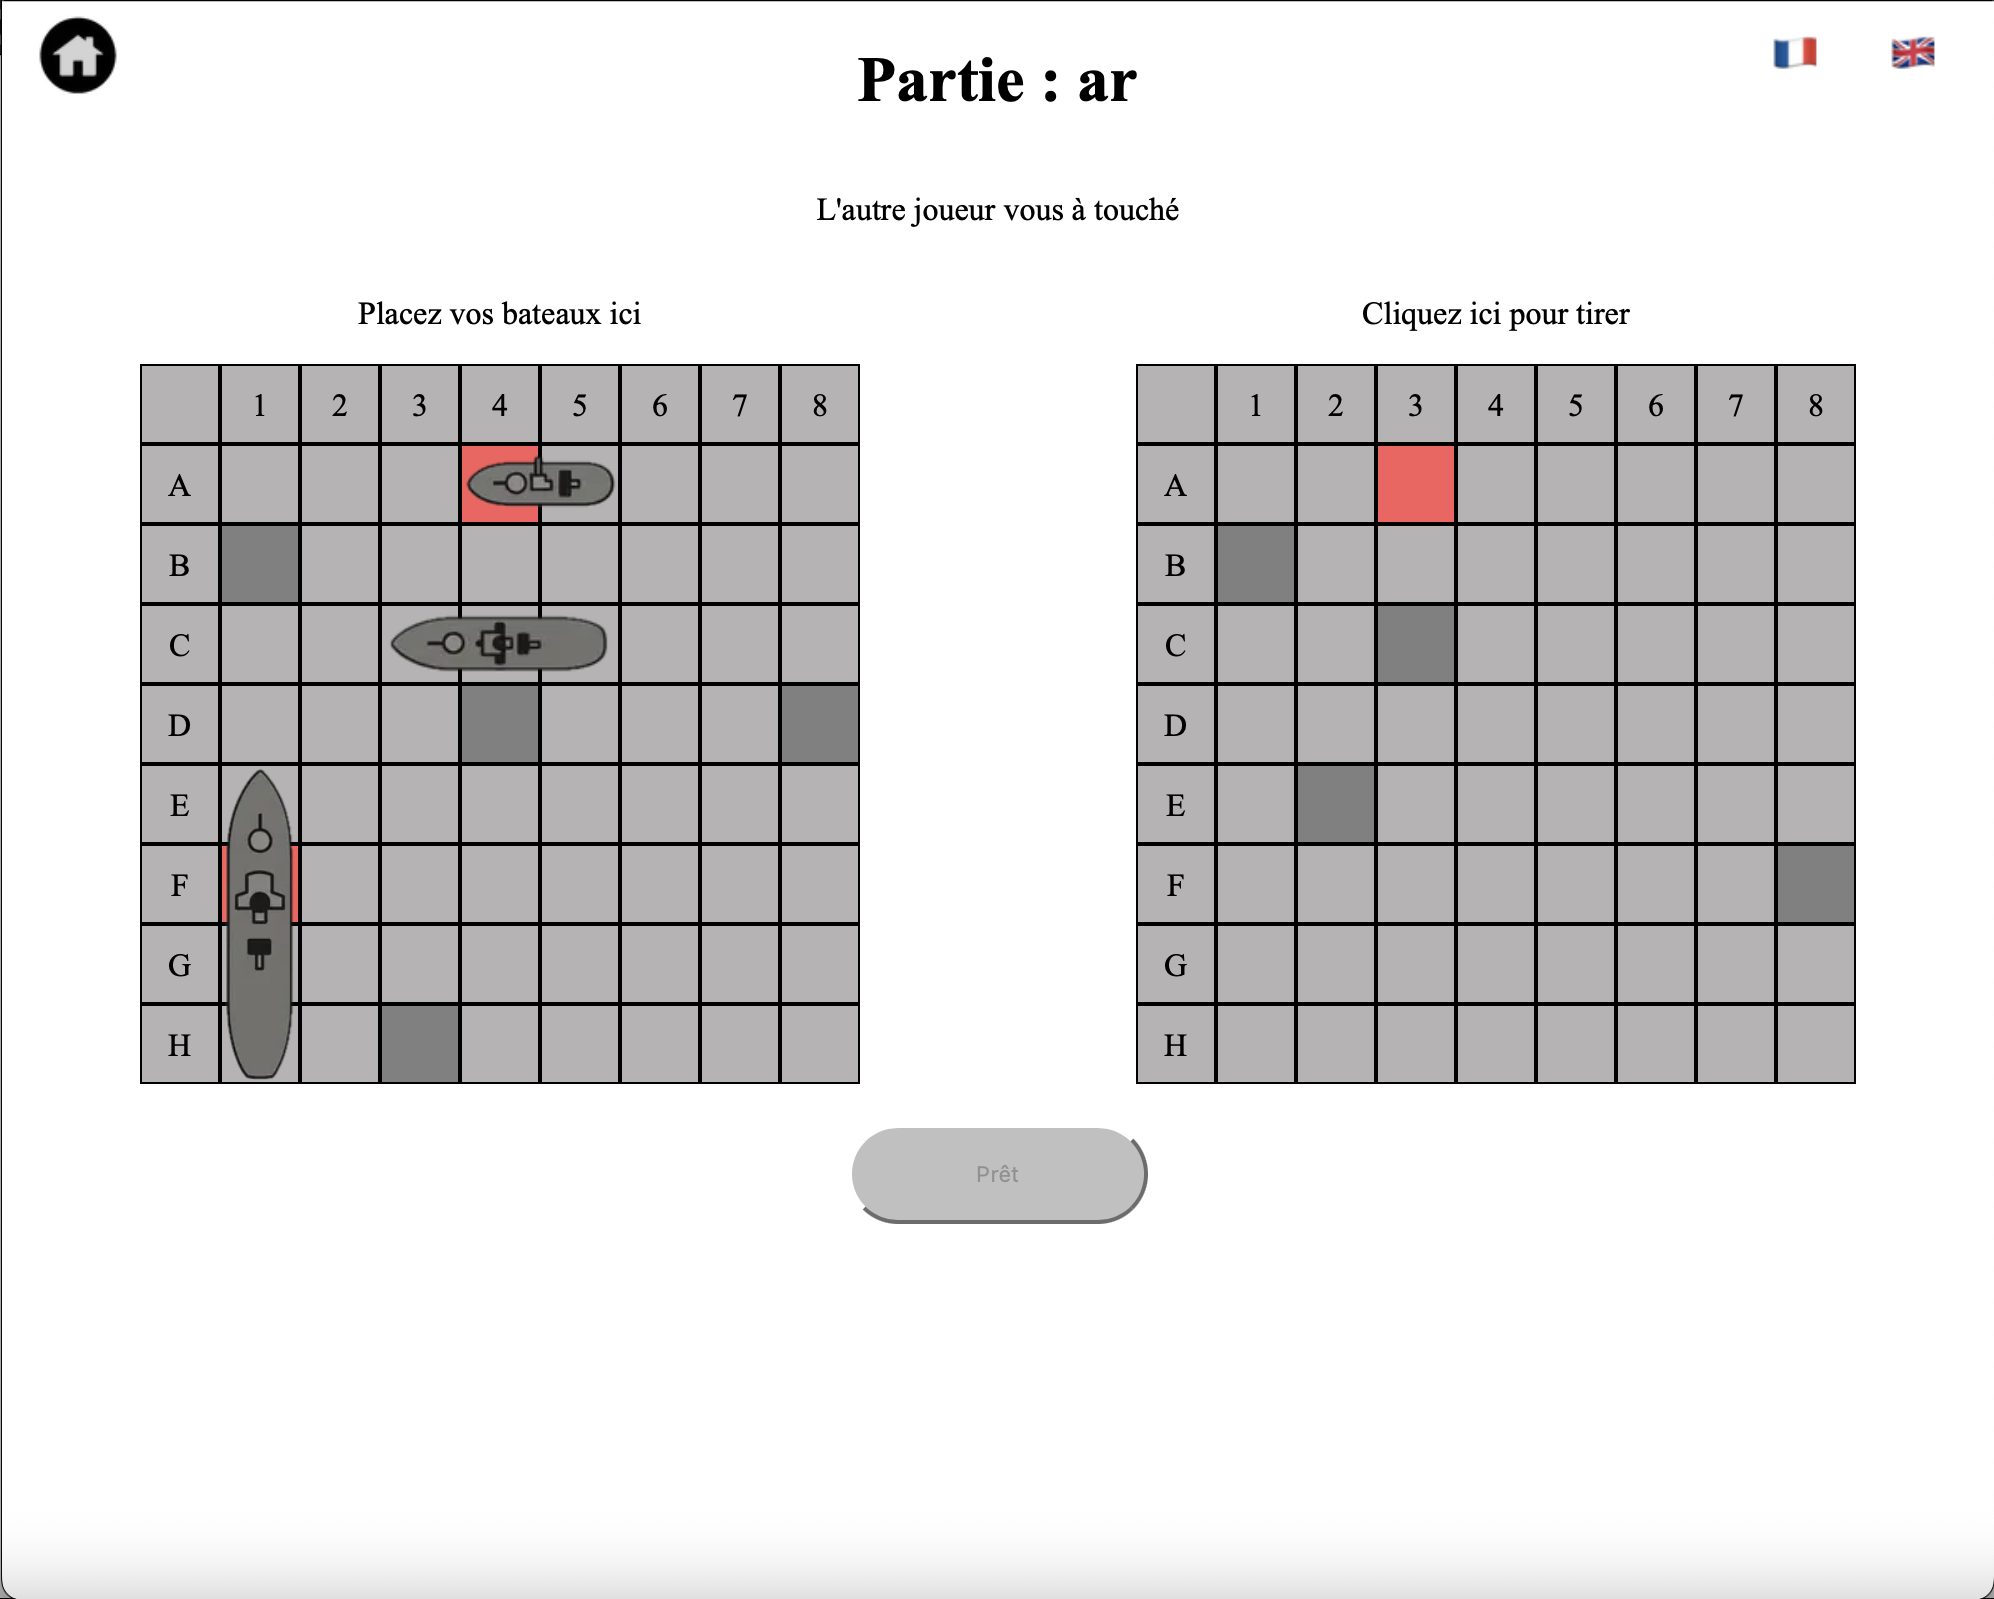 Partie : ar
L'autre joueur vous à touché
Placez vos bateaux ici
1 2 3 4 5 6 7 8
A
B
C
D
E
F
G
H
Cliquez ici pour tirer
1 2 3 4 5 6 7 8
A
B
C
D
E
F
G
H
Prêt